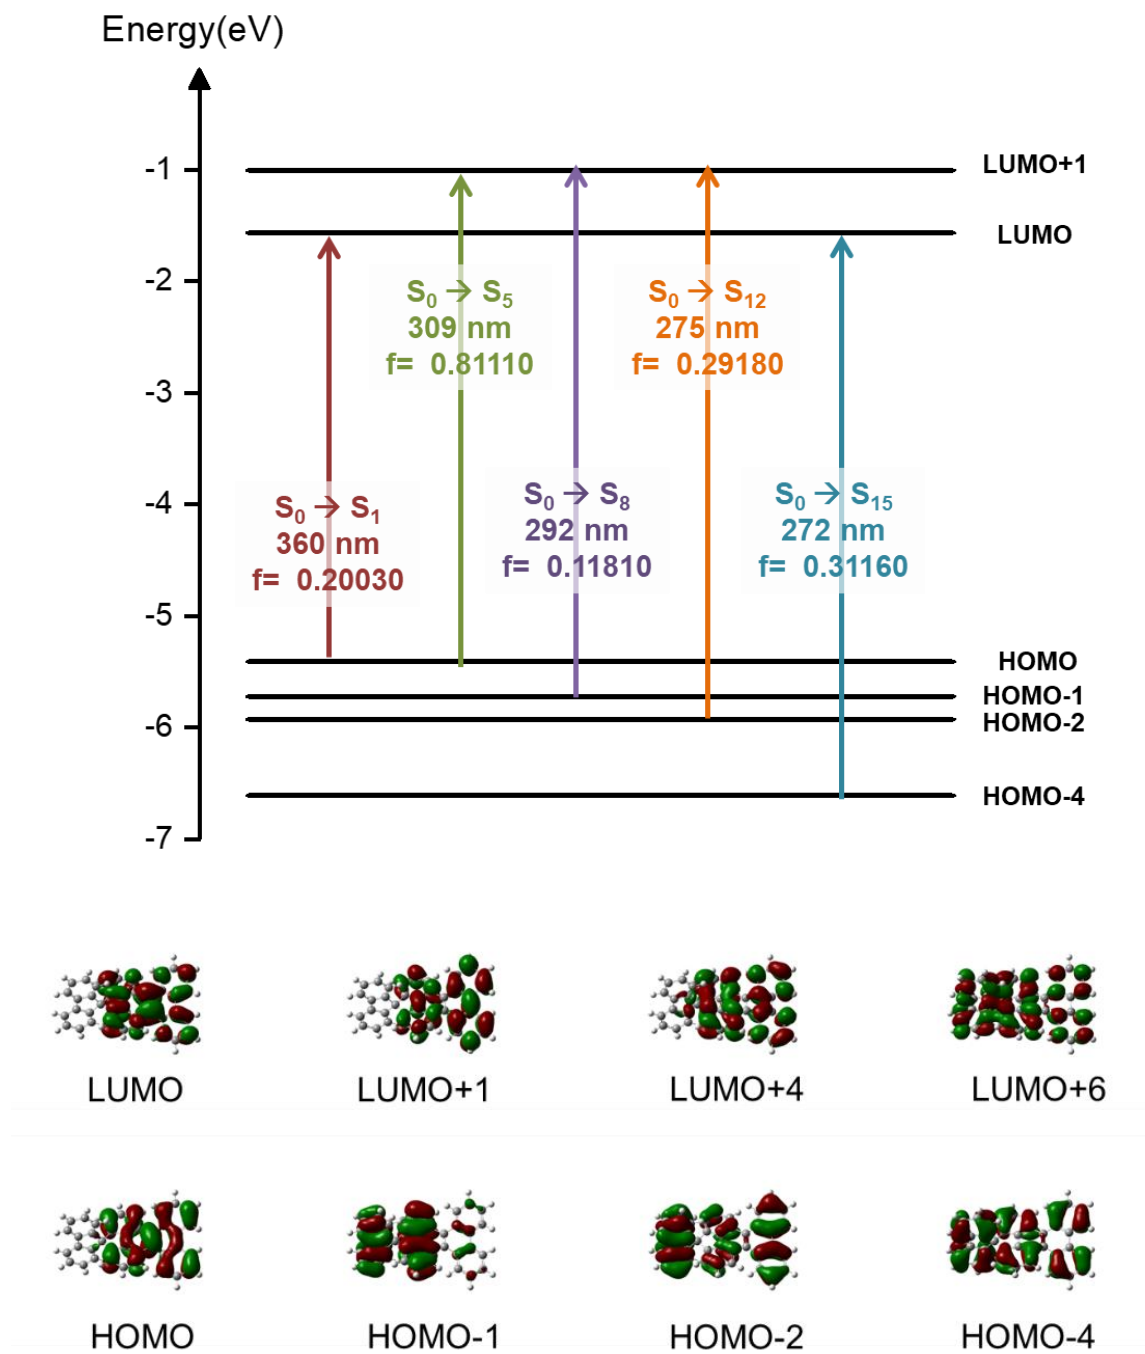 Energy(eV)
-1
LUMO+1
LUMO
-2
S₀ → S₅
309 nm
f= 0.81110
S₀ → S₁₂
275 nm
f= 0.29180
-3
-4
S₀ → S₁
360 nm
f= 0.20030
S₀ → S₈
292 nm
f= 0.11810
S₀ → S₁₅
272 nm
f= 0.31160
-5
HOMO
HOMO-1
-6
HOMO-2
HOMO-4
-7
LUMO LUMO+1 LUMO+4 LUMO+6
HOMO HOMO-1 HOMO-2 HOMO-4